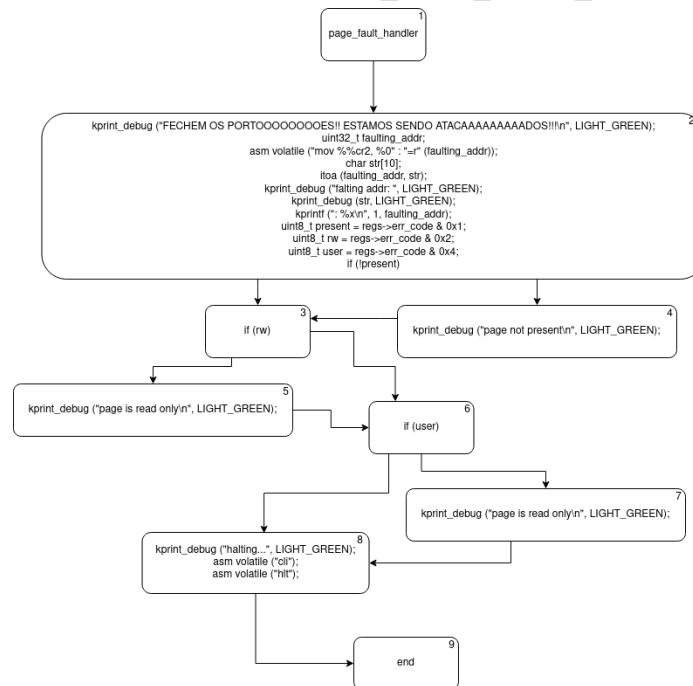 1
page_fault_handler
2
kprint_debug ("FECHEM OS PORTOOOOOOOOES!! ESTAMOS SENDO ATACAAAAAAAAADOS!!!\n", LIGHT_GREEN);
uint32_t faulting_addr;
asm volatile ("mov %%cr2, %0" : "=r" (faulting_addr));
char str[10];
itoa (faulting_addr, str);
kprint_debug ("falting addr: ", LIGHT_GREEN);
kprint_debug (str, LIGHT_GREEN);
kprintf (": %x\n", 1, faulting_addr);
uint8_t present = regs->err_code & 0x1;
uint8_t rw = regs->err_code & 0x2;
uint8_t user = regs->err_code & 0x4;
if (!present)
3
if (rw)
4
kprint_debug ("page not present\n", LIGHT_GREEN);
5
kprint_debug ("page is read only\n", LIGHT_GREEN);
6
if (user)
7
kprint_debug ("page is read only\n", LIGHT_GREEN);
8
kprint_debug ("halting...", LIGHT_GREEN);
asm volatile ("cli");
asm volatile ("hlt");
9
end